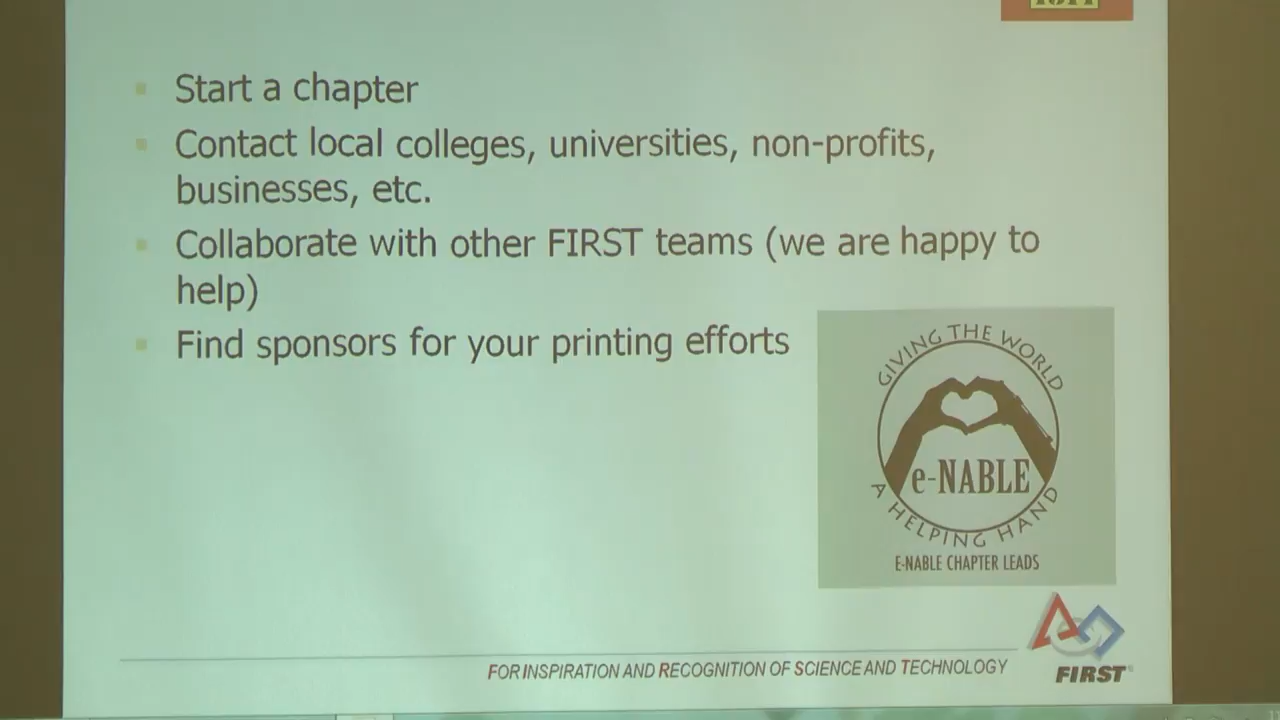 Start a chapter
Contact local colleges, universities, non-profits,
businesses, etc.
Collaborate with other FIRST teams (we are happy to
help)
Find sponsors for your printing efforts
GIVING THE WORLD
e-NABLE
A HELPING HAND
E-NABLE CHAPTER LEADS
FOR INSPIRATION AND RECOGNITION OF SCIENCE AND TECHNOLOGY
FIRST